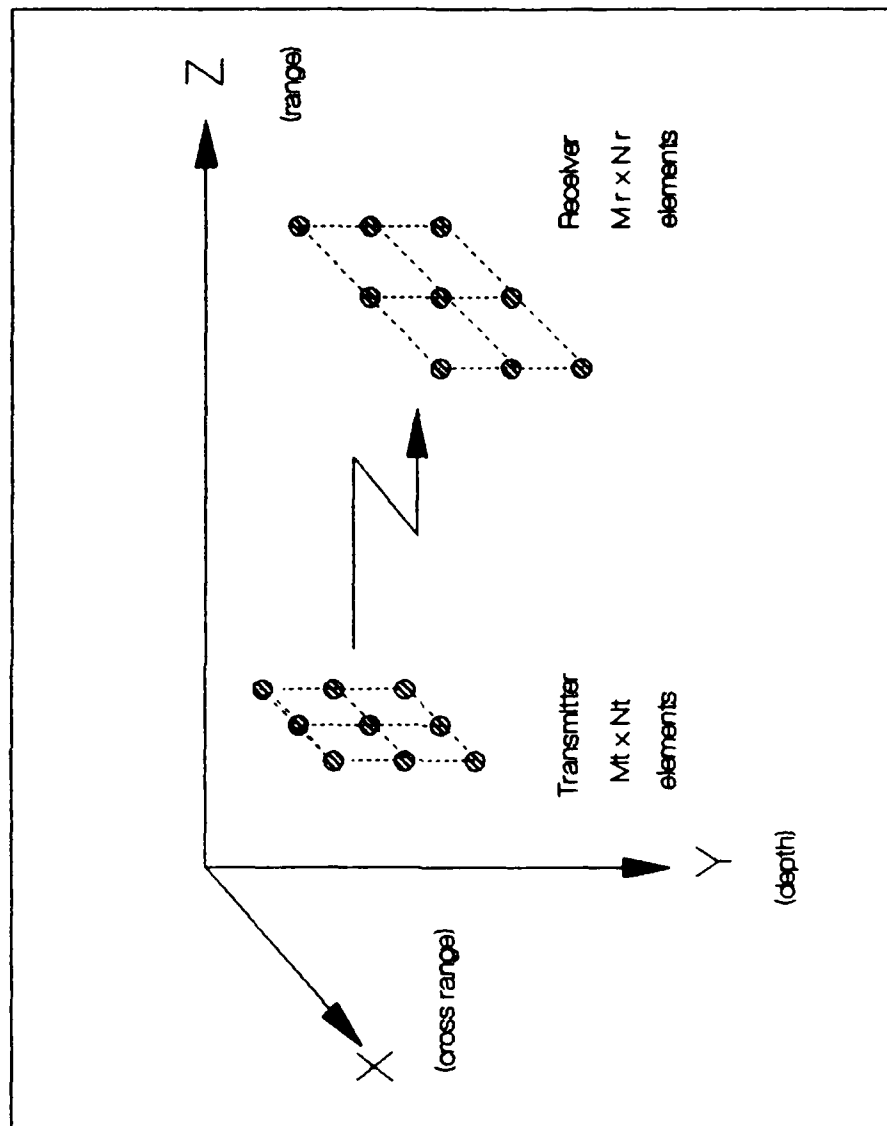 Z
(range)
Receiver
Mr x Nr
elements
Transmitter
Mt x Nt
elements
Y
(depth)
X
(cross range)